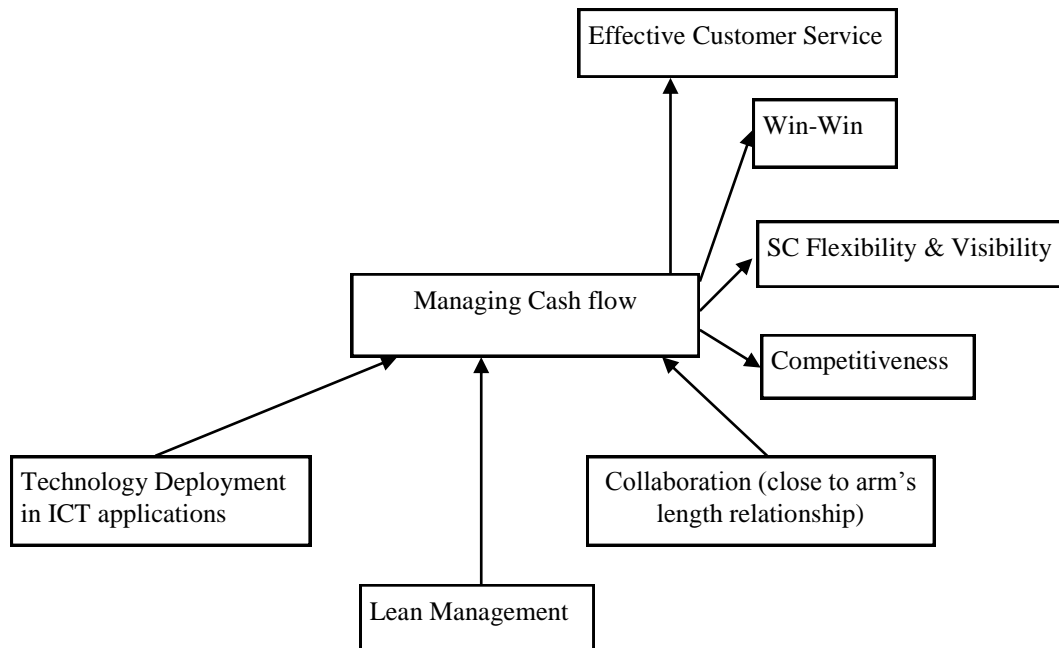 Effective Customer Service
Win-Win
SC Flexibility & Visibility
Managing Cash flow
Competitiveness
Technology Deployment
in ICT applications
Collaboration (close to arm’s
length relationship)
Lean Management